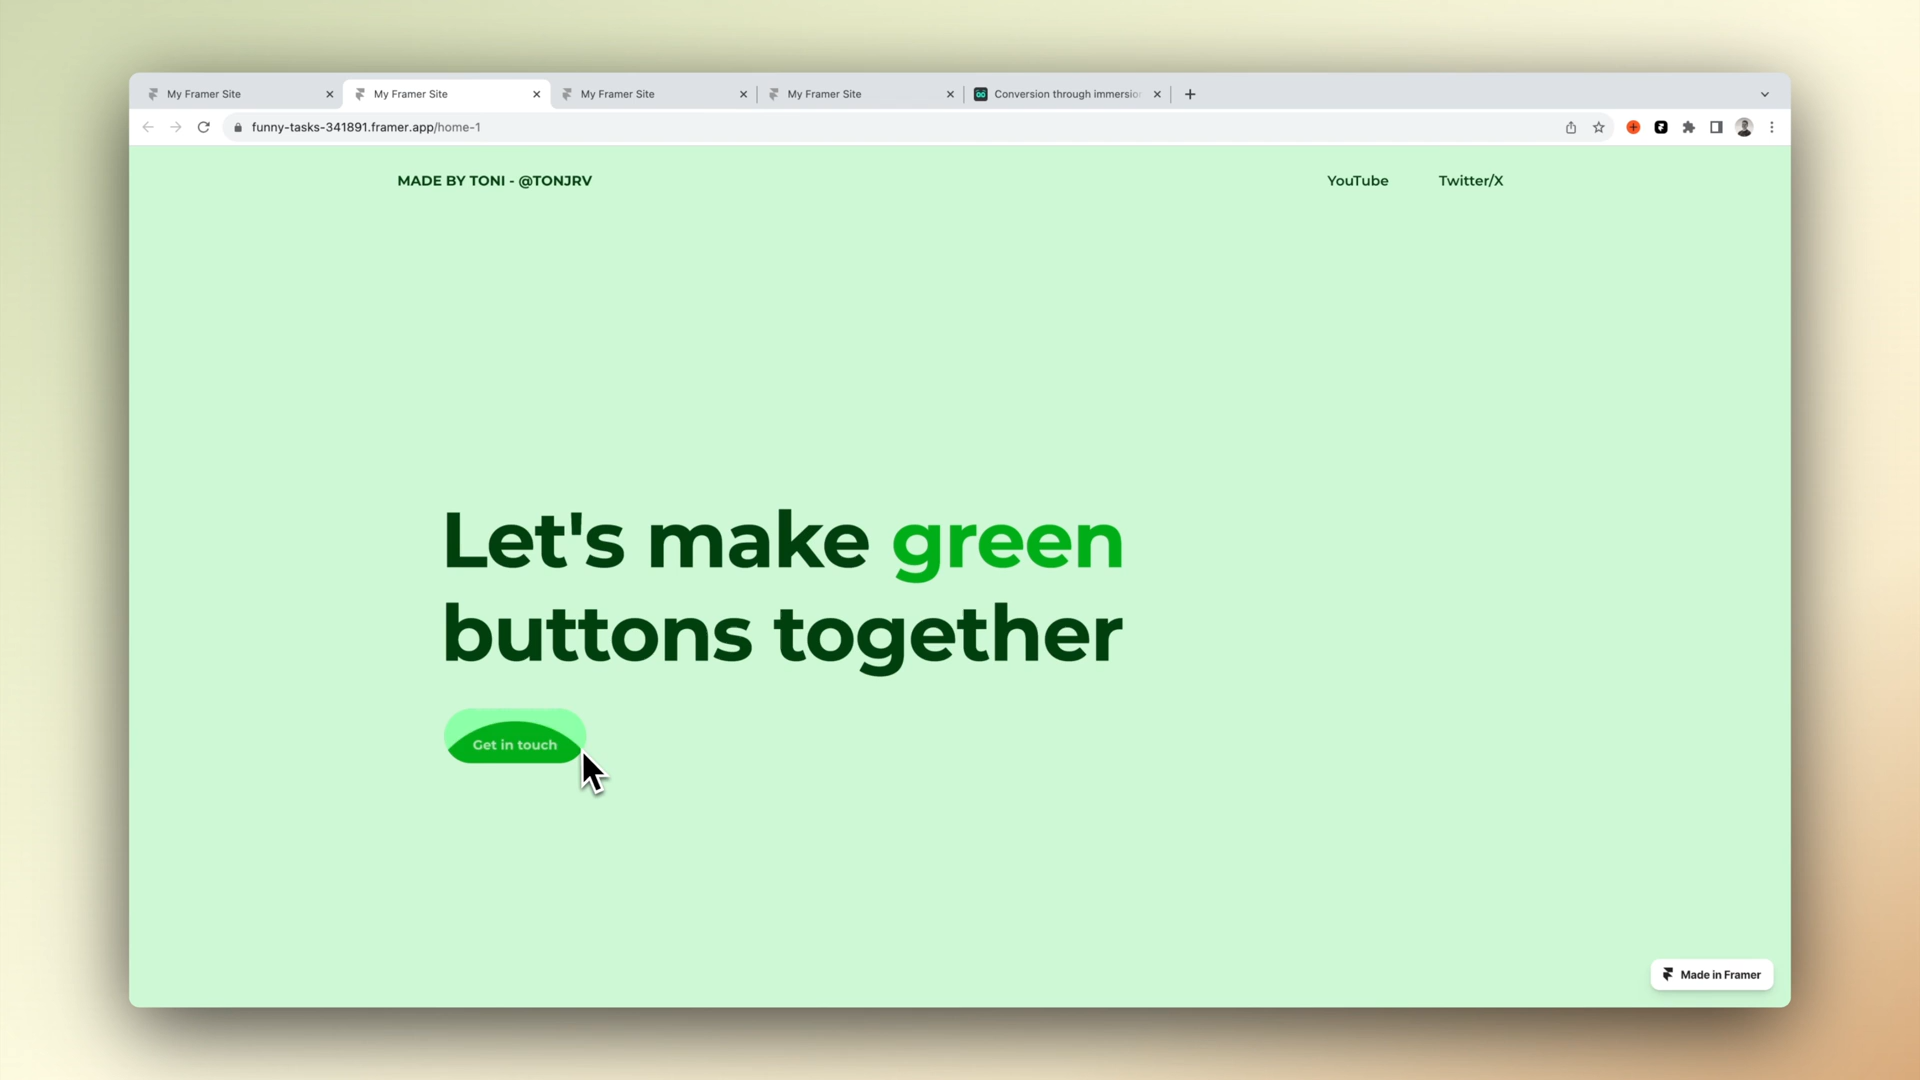 My Framer Site
My Framer Site
My Framer Site
My Framer Site
Conversion through immersion
funny-tasks-341891.framer.app/home-1
MADE BY TONI - @TONJRV
YouTube
Twitter/X
Let's make green
buttons together
Get in touch
Made in Framer